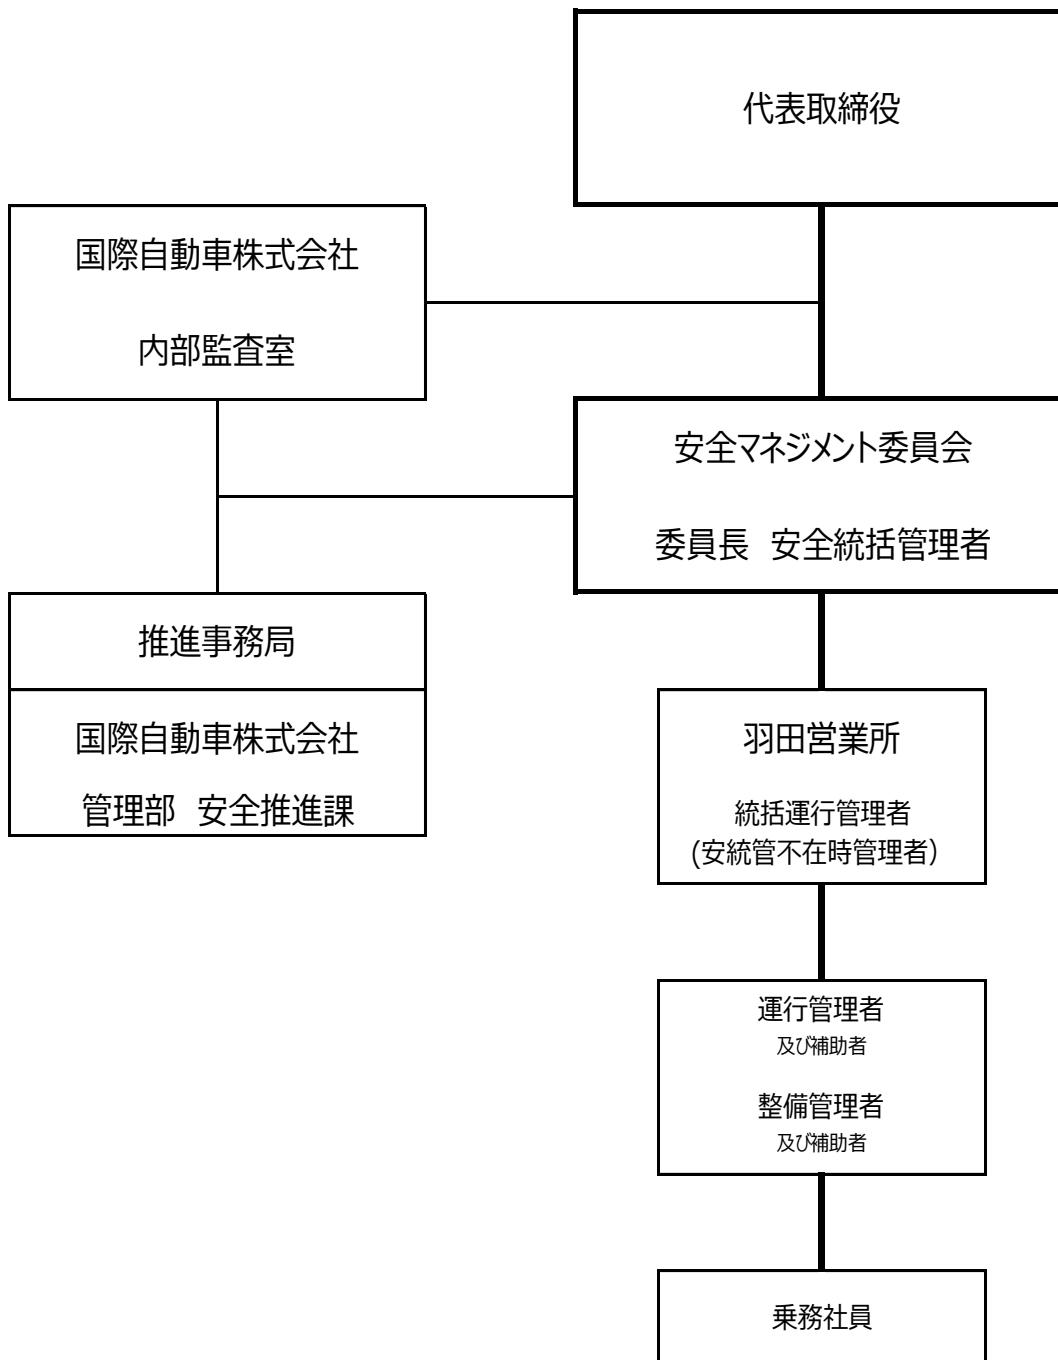 代表取締役
国際自動車株式会社
内部監査室
安全マネジメント委員会
委員長 安全統括管理者
推進事務局
国際自動車株式会社
管理部 安全推進課
羽田営業所
統括運行管理者
(安統管不在時管理者）
運行管理者
及び補助者
整備管理者
及び補助者
乗務社員